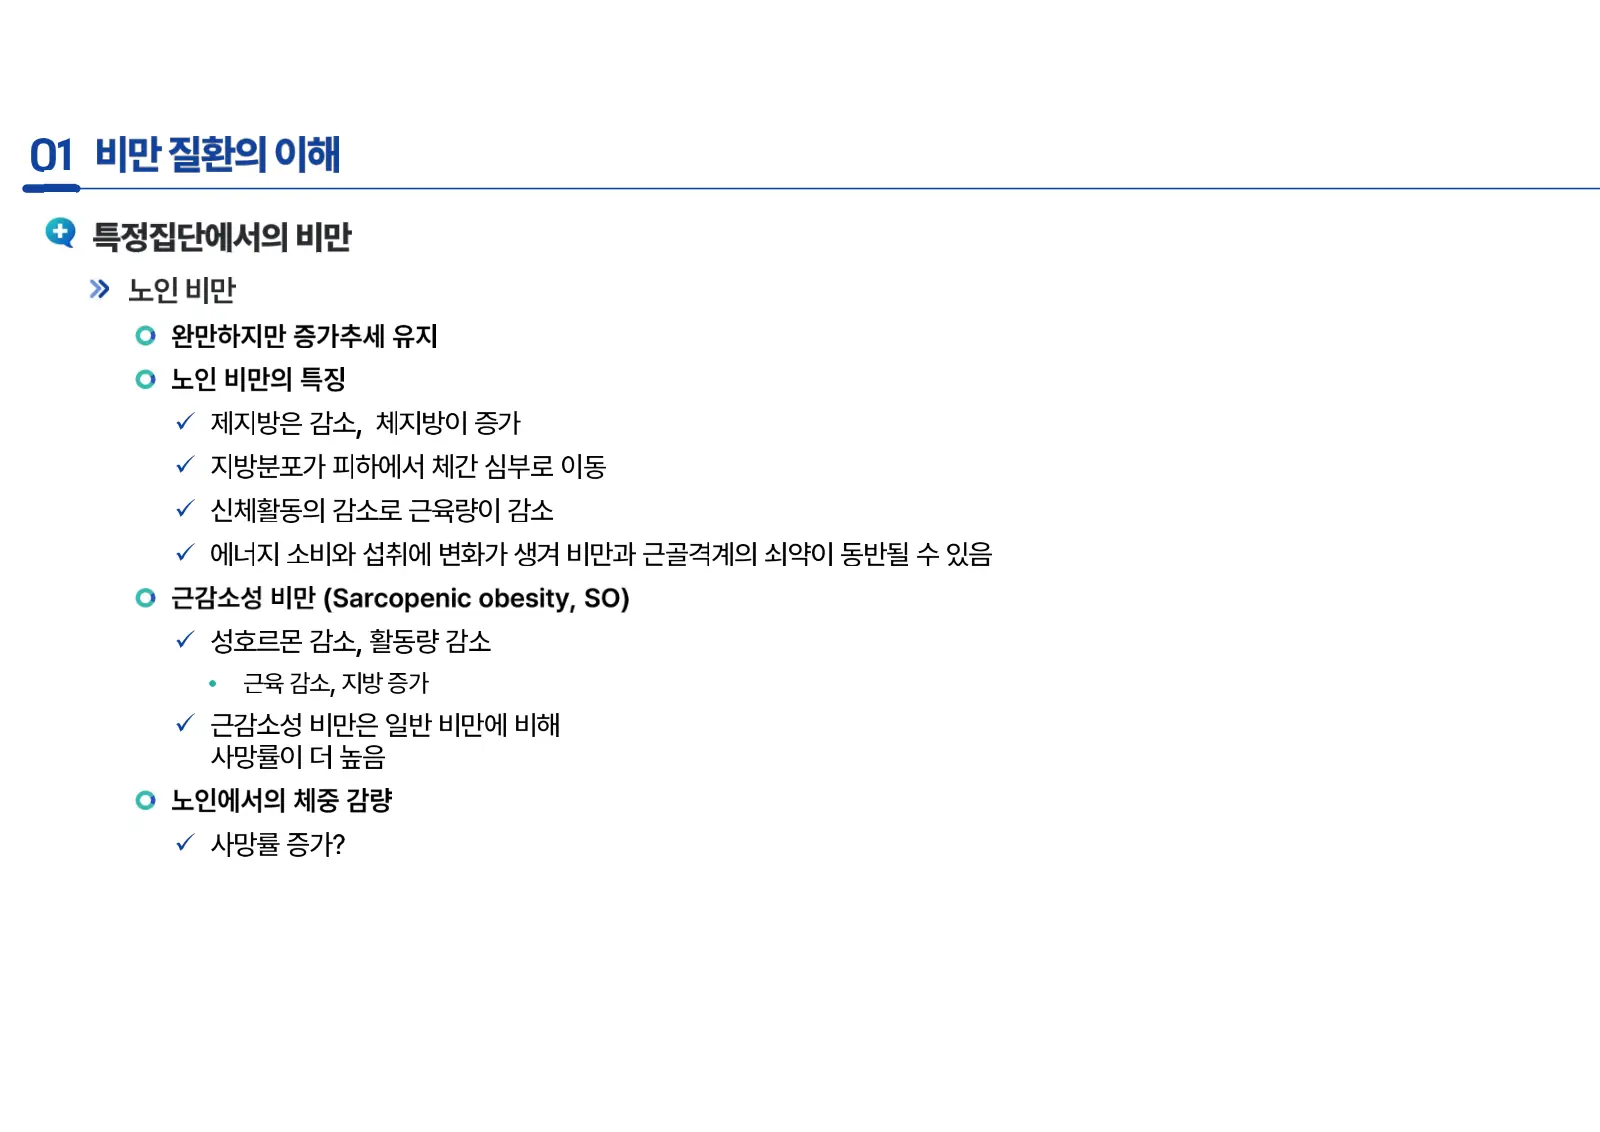 01 비만 질환의 이해
특정집단에서의 비만
노인 비만
완만하지만 증가추세 유지
노인 비만의 특징
제지방은 감소, 체지방이 증가
지방분포가 피하에서 체간 심부로 이동
신체활동의 감소로 근육량이 감소
에너지 소비와 섭취에 변화가 생겨 비만과 근골격계의 쇠약이 동반될 수 있음
근감소성 비만 (Sarcopenic obesity, SO)
성호르몬 감소, 활동량 감소
근육 감소, 지방 증가
근감소성 비만은 일반 비만에 비해
사망률이 더 높음
노인에서의 체중 감량
사망률 증가?